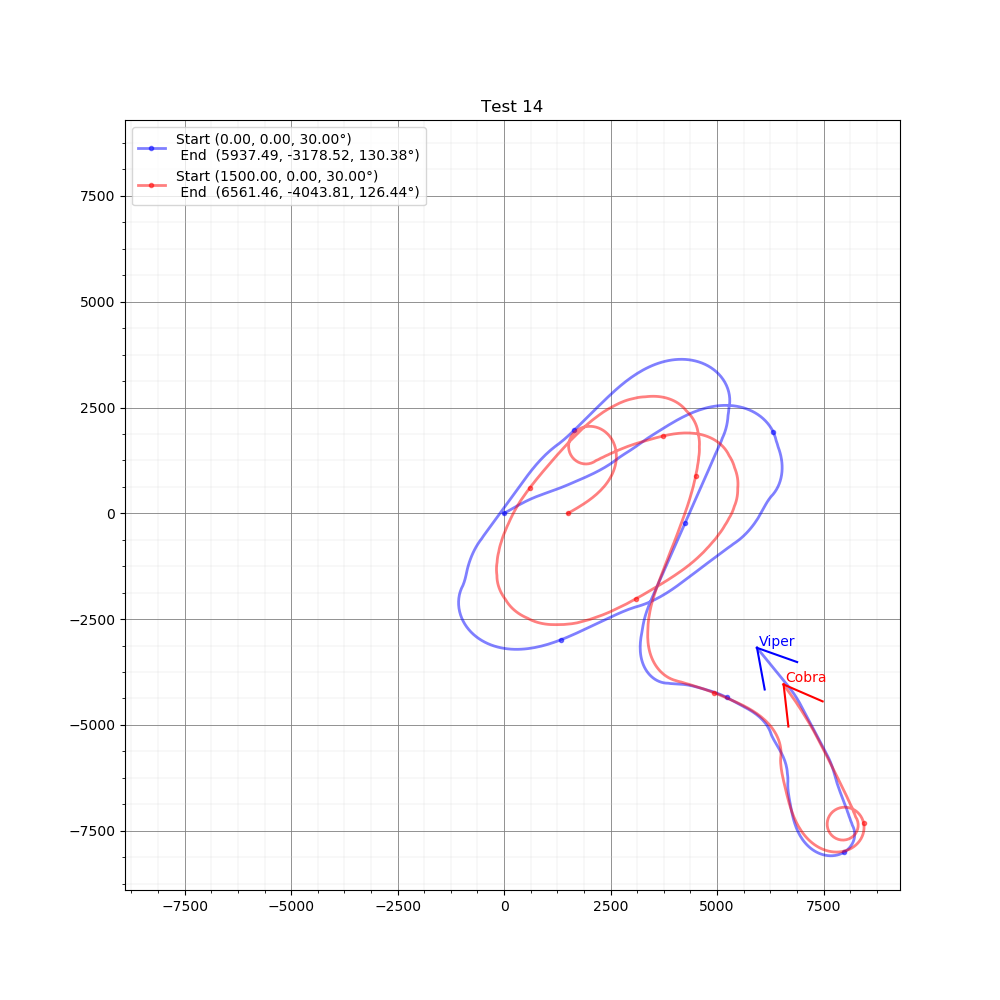 Test 14
Start (0.00, 0.00, 30.00°)
End (5937.49, -3178.52, 130.38°)
Start (1500.00, 0.00, 30.00°)
End (6561.46, -4043.81, 126.44°)
7500
5000
2500
0
−2500
−5000
−7500
Viper
Cobra
−7500
−5000
−2500
0
2500
5000
7500